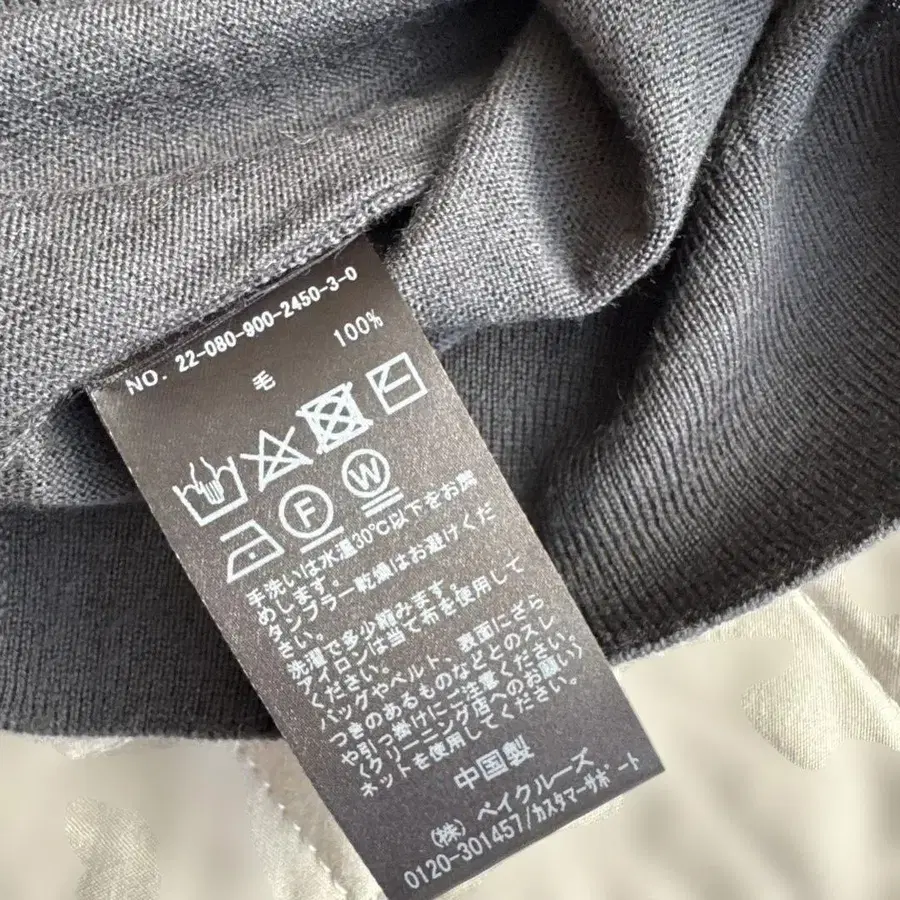 NO. 22-080-900-2450-3-0
毛 100%
F W
手洗いは水温30℃以下をお薦
めします。
タンブラー乾燥はお避けくだ
さい。
洗濯で多少縮みます。
アイロンは当て布を使用して
ください。
バッグやベルト、表面にざら
つきのあるものなどとのスレ
や引っ掛けにご注意ください。
〈クリーニング店へのお願い〉
ネットを使用してください。
中国製
(株) ベイクルーズ
0120-301457/カスタマーサポート